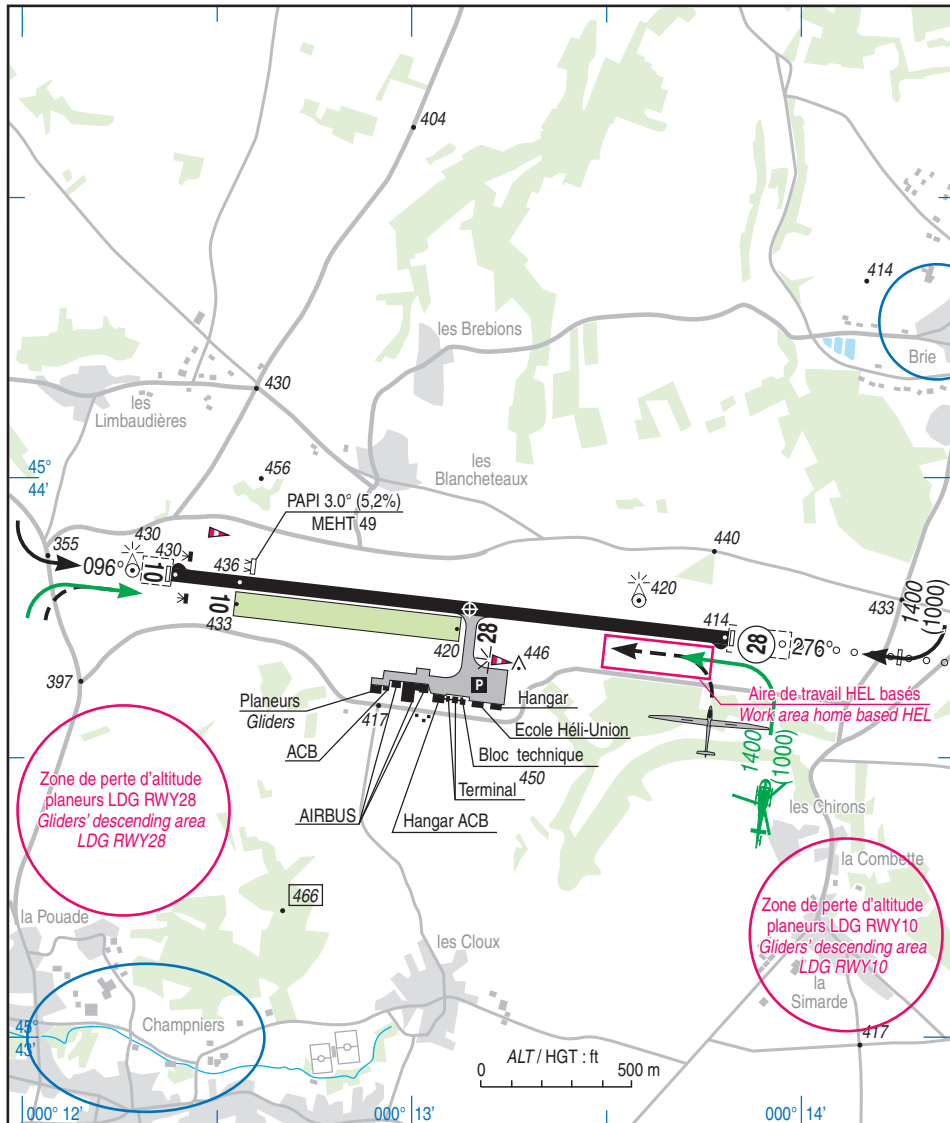 404
414
les Brebions
Brie
430
les
Limbaudières
456
les
Blancheteaux
45°
44'
PAPI 3.0° (5,2%)
MEHT 49
430
430
355
096°
10
436
440
420
433
1400
(1000)
10
433
414
28
276°
420
28
446
P
397
Planeurs
Gliders
417
Hangar
Aire de travail HEL basés
Work area home based HEL
ACB
Ecole Héli-Union
Bloc technique
450
1400
(1000)
Terminal
AIRBUS
Hangar ACB
les Chirons
Zone de perte d'altitude
planeurs LDG RWY28
Gliders' descending area
LDG RWY28
la Combette
466
Zone de perte d'altitude
planeurs LDG RWY10
Gliders' descending area
LDG RWY10
la Pouade
les Cloux
la
Simarde
Champniers
45°
43'
417
ALT / HGT : ft
0 500 m
000° 12'
000° 13'
000° 14'